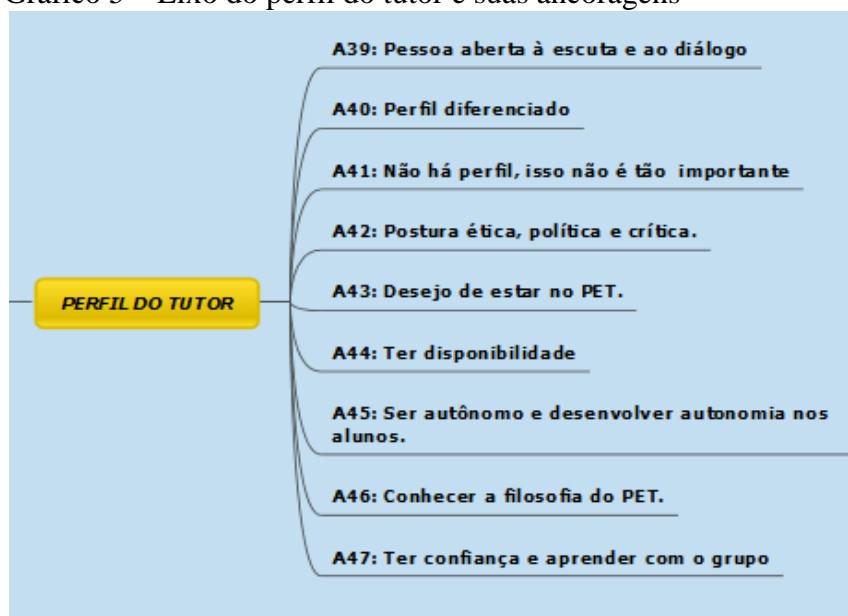 Gráfico 5 – Eixo do perfil do tutor e suas ancoragens
A39: Pessoa aberta à escuta e ao diálogo
A40: Perfil diferenciado
A41: Não há perfil, isso não é tão importante
A42: Postura ética, política e crítica.
PERFIL DO TUTOR
A43: Desejo de estar no PET.
A44: Ter disponibilidade
A45: Ser autônomo e desenvolver autonomia nos
alunos.
A46: Conhecer a filosofia do PET.
A47: Ter confiança e aprender com o grupo